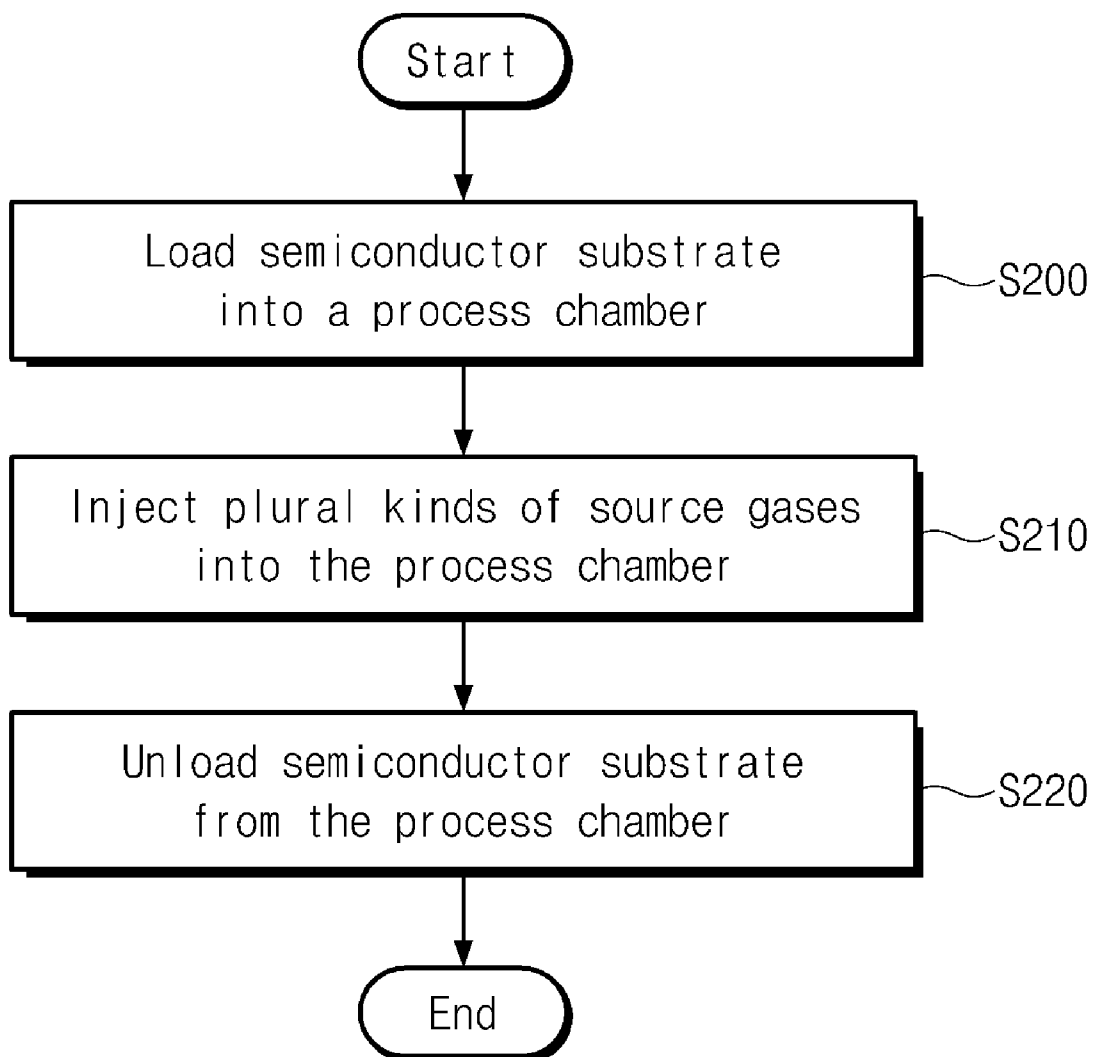 Start
Load semiconductor substrate
into a process chamber
S200
Inject plural kinds of source gases
into the process chamber
S210
Unload semiconductor substrate
from the process chamber
S220
End